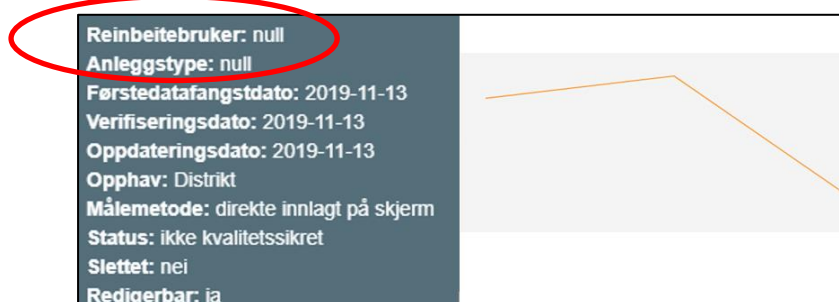 Reinbeitebruker: null
Anleggstype: null
Førstedatafangstdato: 2019-11-13
Verifiseringsdato: 2019-11-13
Oppdateringsdato: 2019-11-13
Opphav: Distrikt
Målemetode: direkte innlagt på skjerm
Status: ikke kvalitetssikret
Slettet: nei
Redigerbar: ja